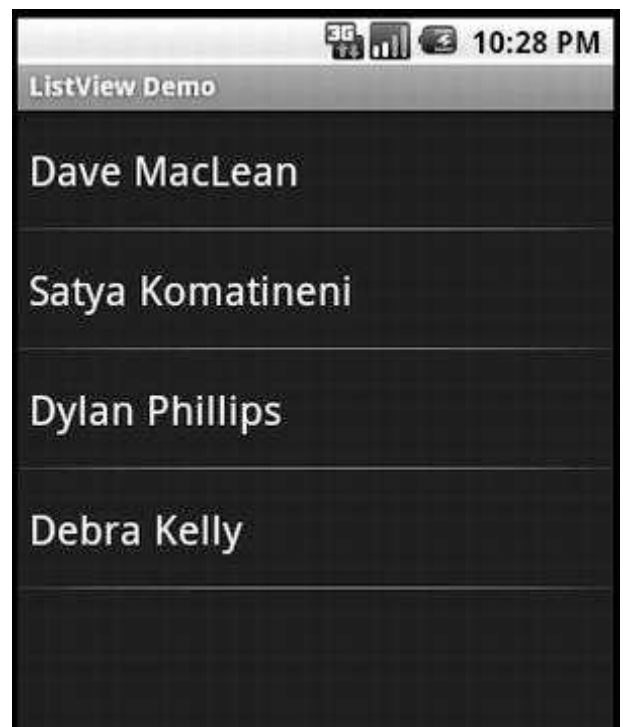 3G 10:28 PM
ListView Demo
Dave MacLean
Satya Komatineni
Dylan Phillips
Debra Kelly